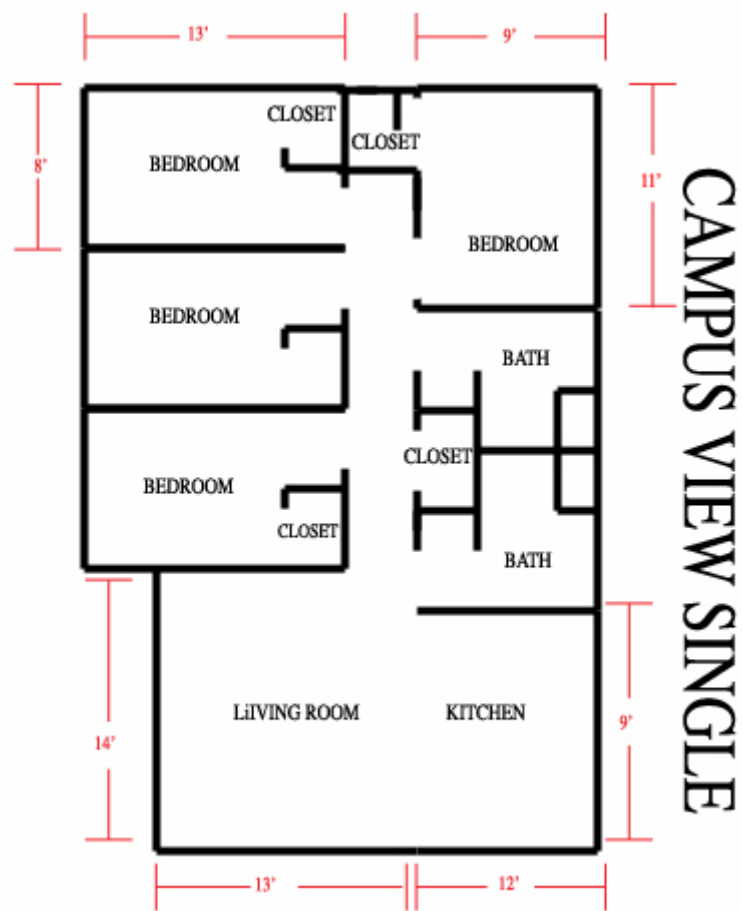 13'
9'
CLOSET
CLOSET
BEDROOM
8'
11'
BEDROOM
BEDROOM
BATH
CLOSET
BEDROOM
CLOSET
BATH
LiIVING ROOM
KITCHEN
14'
9'
13'
12'
CAMPUS VIEW SINGLE